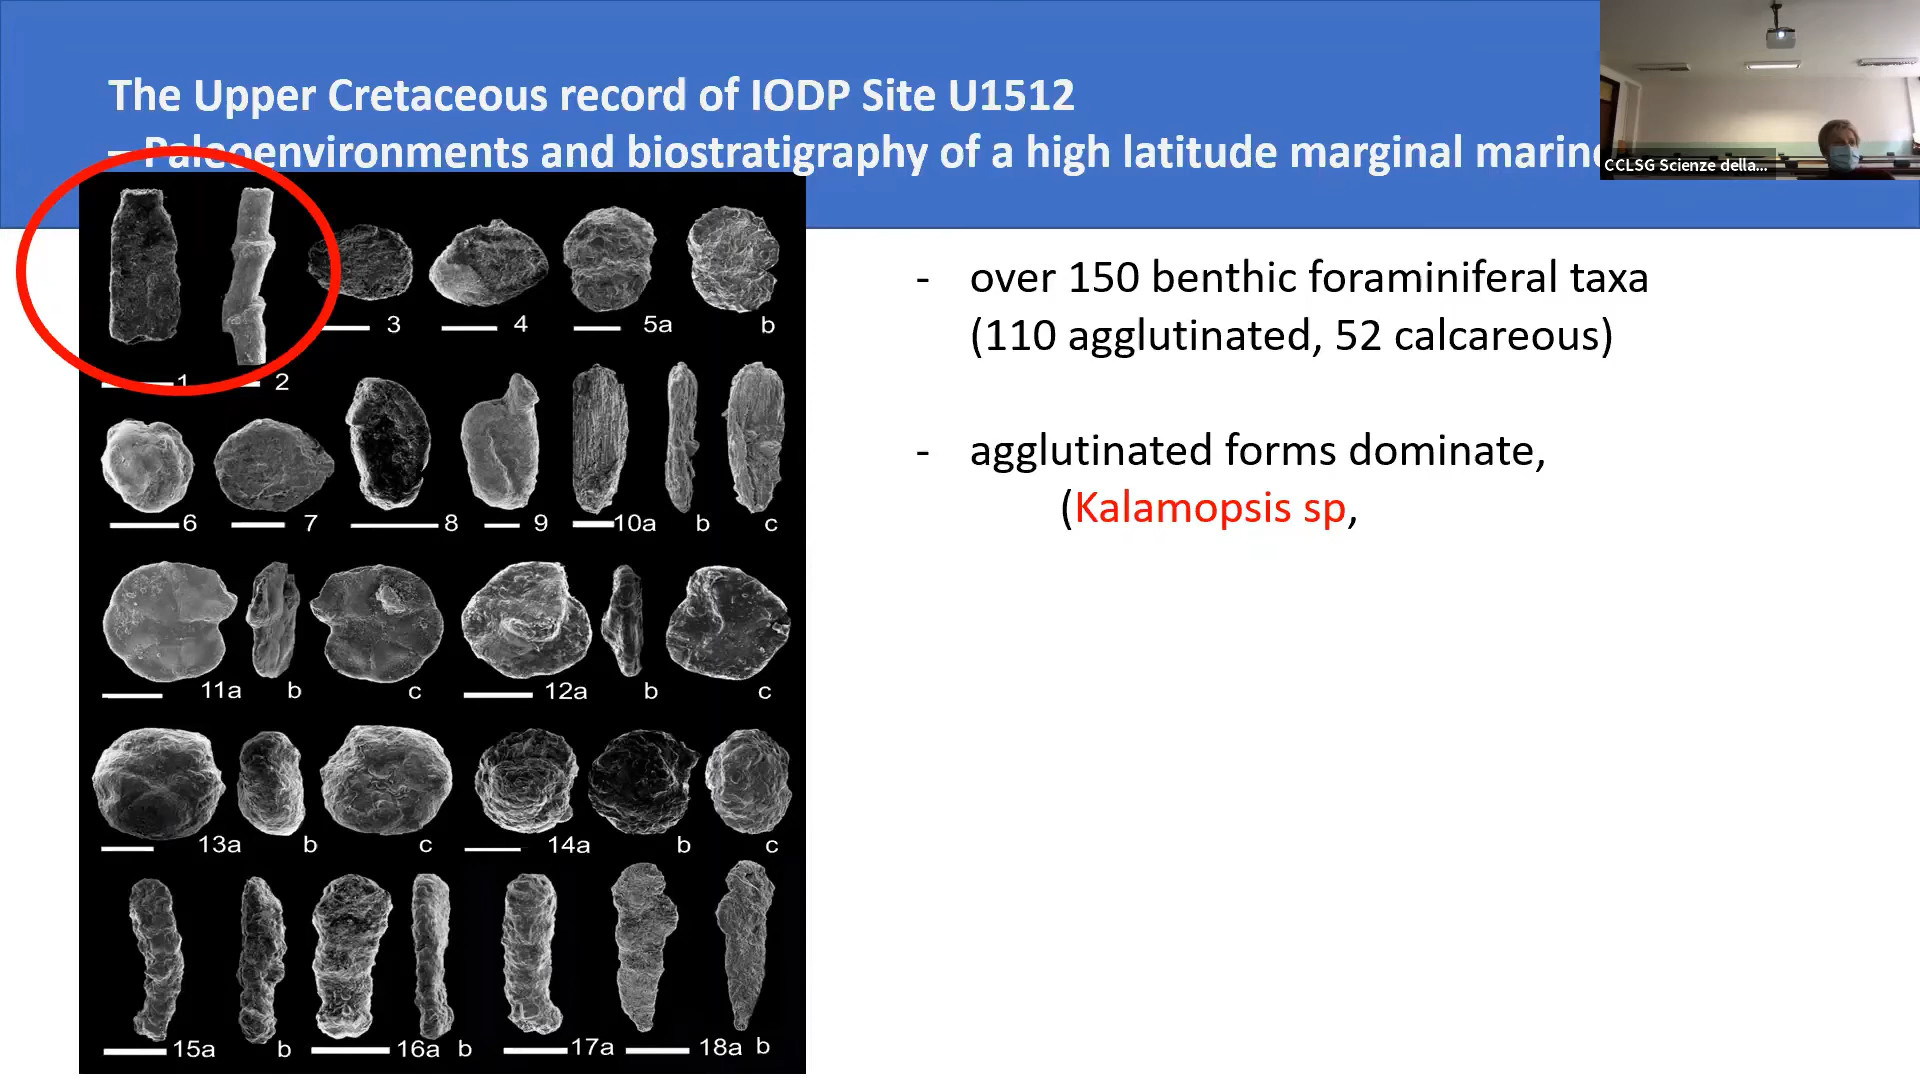 The Upper Cretaceous record of IODP Site U1512
– Paleoenvironments and biostratigraphy of a high latitude marginal marine
CCLSG Scienze della...
- over 150 benthic foraminiferal taxa
(110 agglutinated, 52 calcareous)
- agglutinated forms dominate,
(Kalamopsis sp,
1 2 3 4 5a b
6 7 8 9 10a b c
11a b c 12a b c
13a b c 14a b c
15a b 16a b 17a 18a b